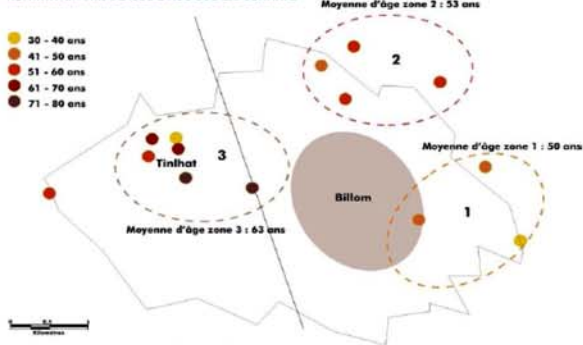 Moyenne d'âge zone 2 : 53 ans
30 - 40 ans
41 - 50 ans
51 - 60 ans
61 - 70 ans
71 - 80 ans
2
Moyenne d'âge zone 1 : 50 ans
3
Tinlhat
Billom
1
Moyenne d'âge zone 3 : 63 ans
Kilomètres